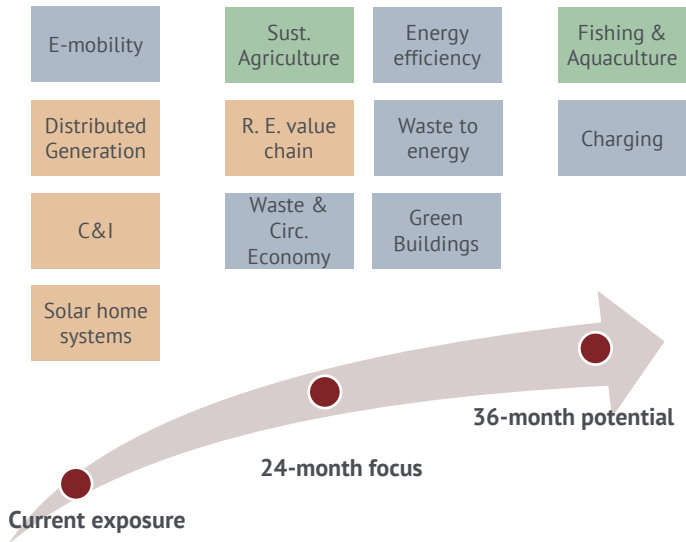 E-mobility
Distributed
Generation
C&I
Solar home
systems
Sust.
Agriculture
R. E. value
chain
Waste &
Circ.
Economy
Energy
efficiency
Waste to
energy
Green
Buildings
Fishing &
Aquaculture
Charging
Current exposure
24-month focus
36-month potential